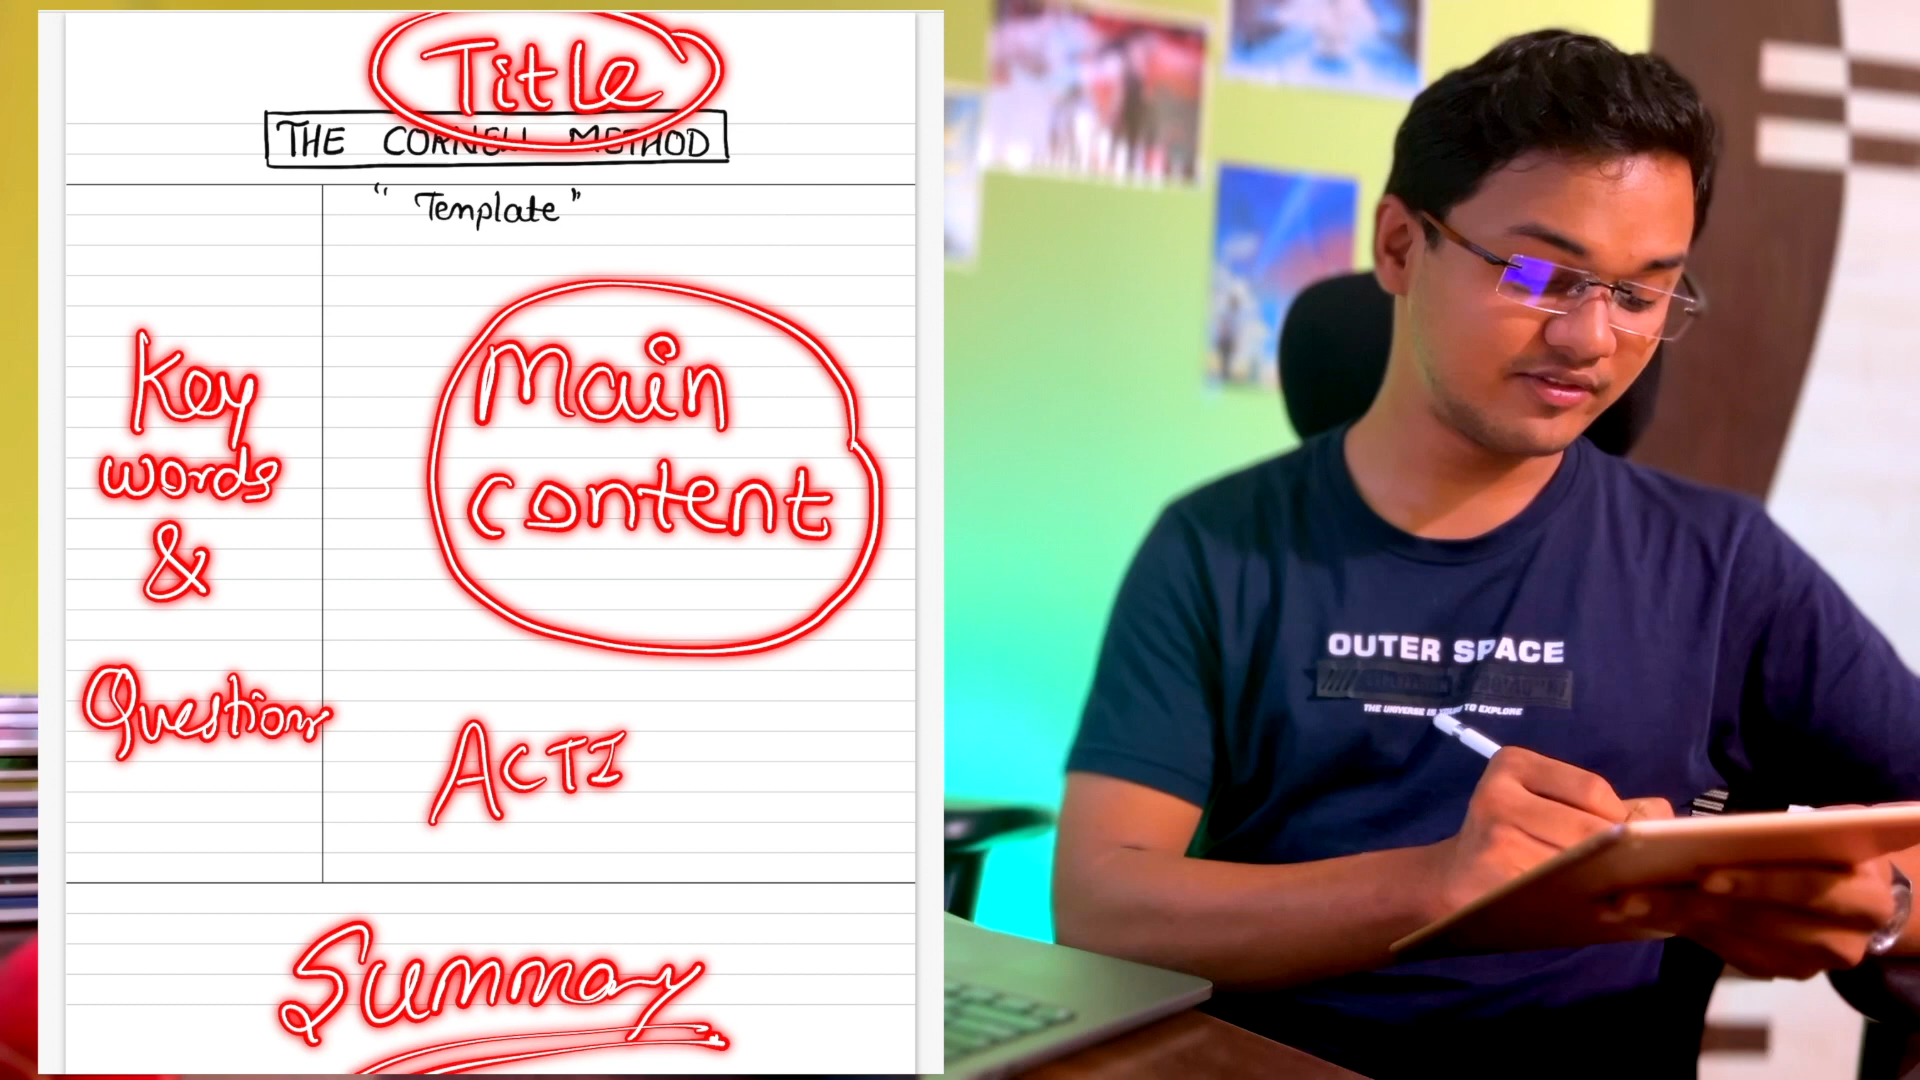 Title
THE CORNELL METHOD
" Template "
Key
words
&
Questions
Main
content
ACTI
Summary
OUTER SPACE
THE UNIVERSE IS YOURS TO EXPLORE